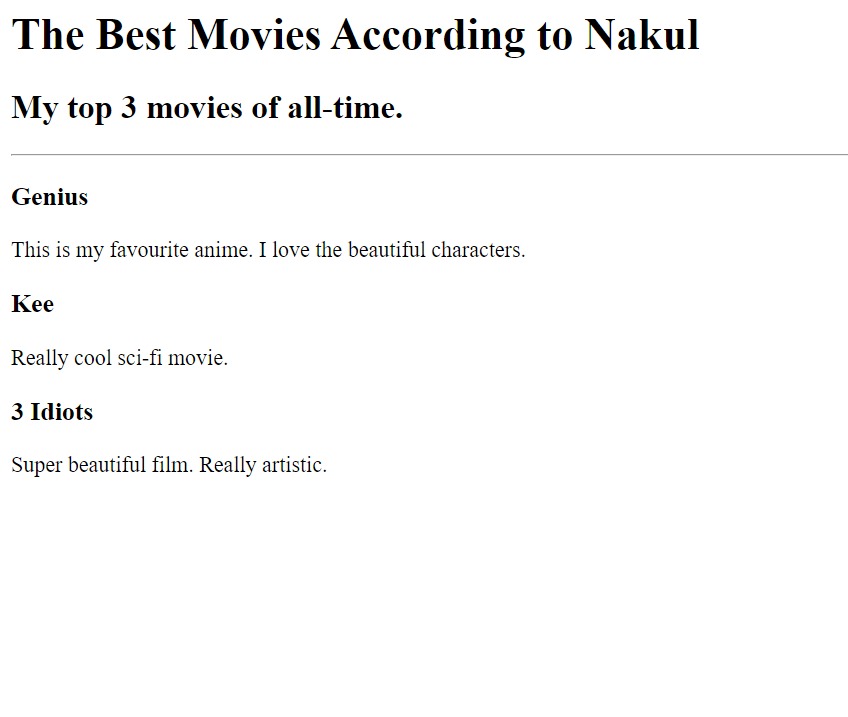 The Best Movies According to Nakul
My top 3 movies of all-time.
Genius
This is my favourite anime. I love the beautiful characters.
Kee
Really cool sci-fi movie.
3 Idiots
Super beautiful film. Really artistic.